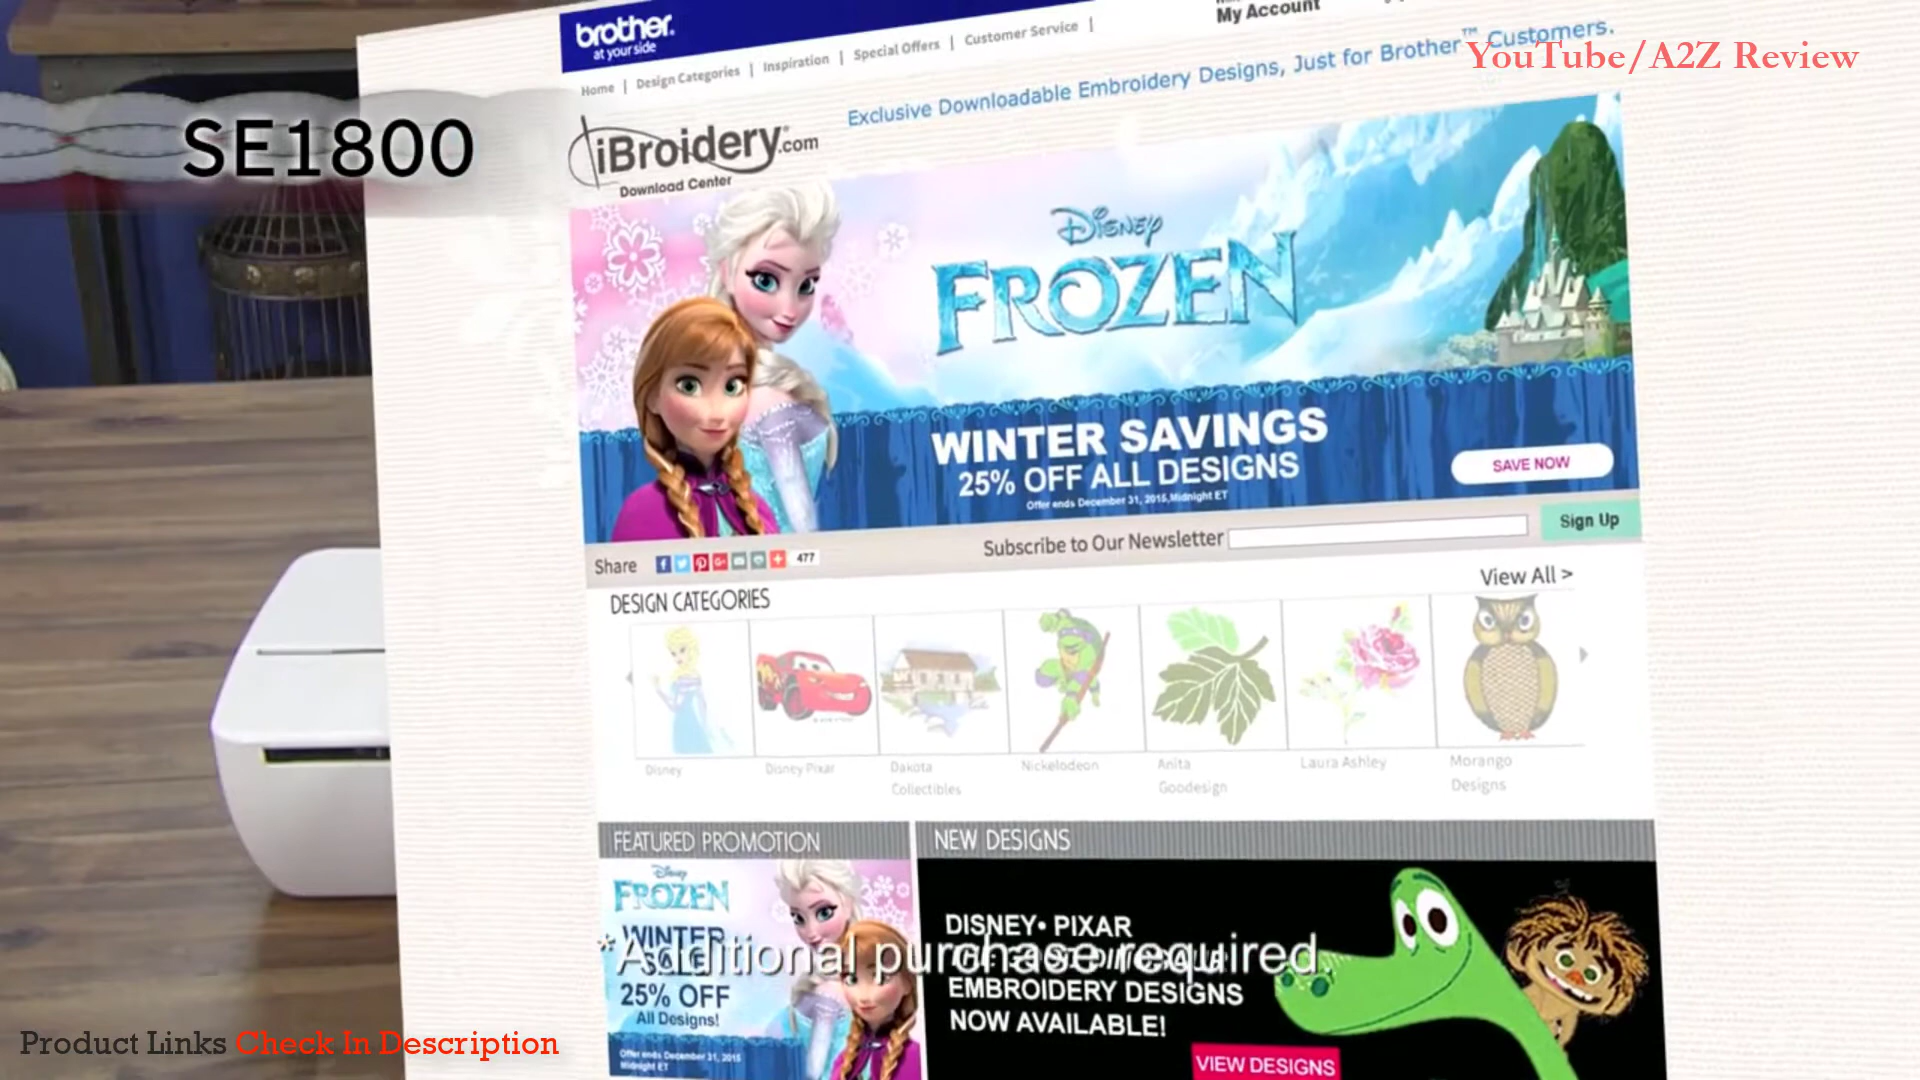 brother
at your side
My Account
Home | Design Categories | Inspiration | Special Offers | Customer Service |
YouTube/A2Z Review
Exclusive Downloadable Embroidery Designs, Just for Brother™ Customers.
SE1800
iBroidery.com
Download Center
Disney
FROZEN
WINTER SAVINGS
25% OFF ALL DESIGNS
SAVE NOW
Offer ends December 31, 2015, Midnight ET
Share
477
Subscribe to Our Newsletter
Sign Up
DESIGN CATEGORIES
View All >
Disney
Disney Pixar
Dakota
Collectibles
Nickelodeon
Anita
Goodesign
Laura Ashley
Morango
Designs
FEATURED PROMOTION
NEW DESIGNS
Disney
FROZEN
WINTER
SALE
25% OFF
All Designs!
Offer ends December 31, 2015
Midnight ET
DISNEY• PIXAR
THE GOOD DINOSAUR
EMBROIDERY DESIGNS
NOW AVAILABLE!
VIEW DESIGNS
*Additional purchase required
Product Links Check In Description